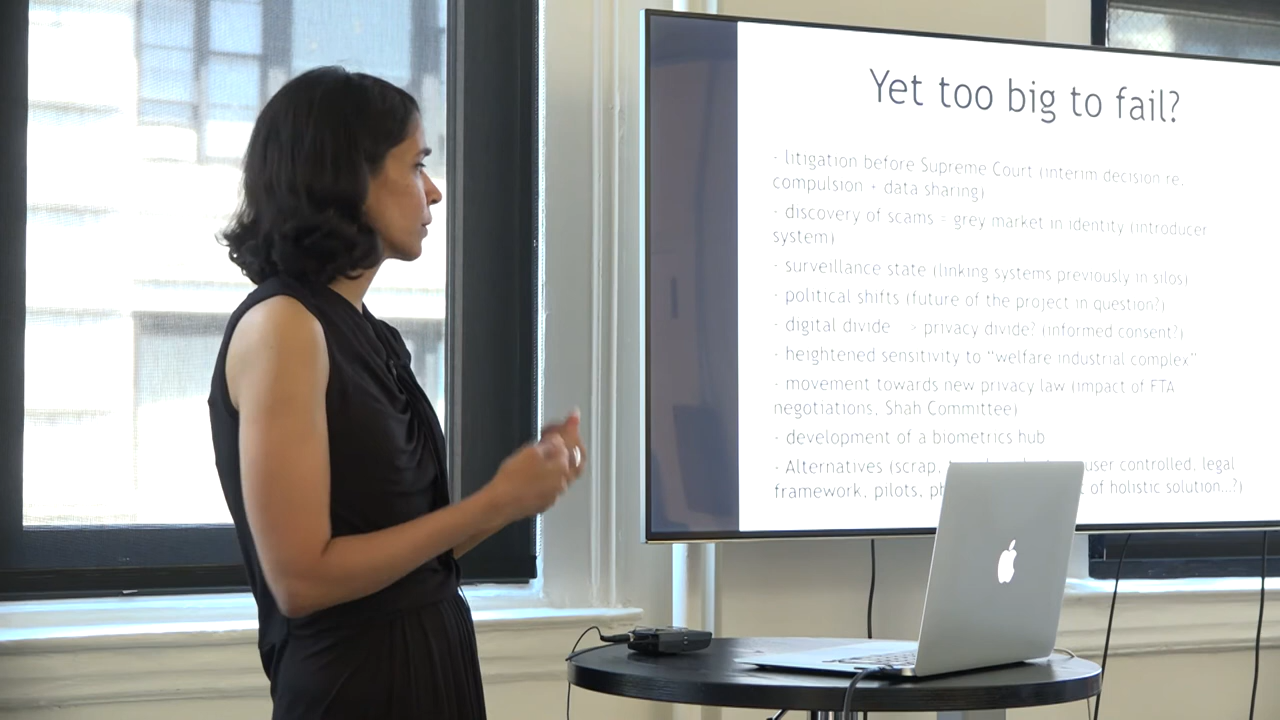 Yet too big to fail?
- litigation before Supreme Court (interim decision re.
compulsion + data sharing)
- discovery of scams = grey market in identity (introducer
system)
- surveillance state (linking systems previously in silos)
- political shifts (future of the project in question?)
- digital divide -> privacy divide? (informed consent?)
- heightened sensitivity to "welfare industrial complex"
- movement towards new privacy law (impact of FTA
negotiations, Shah Committee)
- development of a biometrics hub
- Alternatives (scrap, user controlled, legal
framework, pilots, of holistic solution...?)